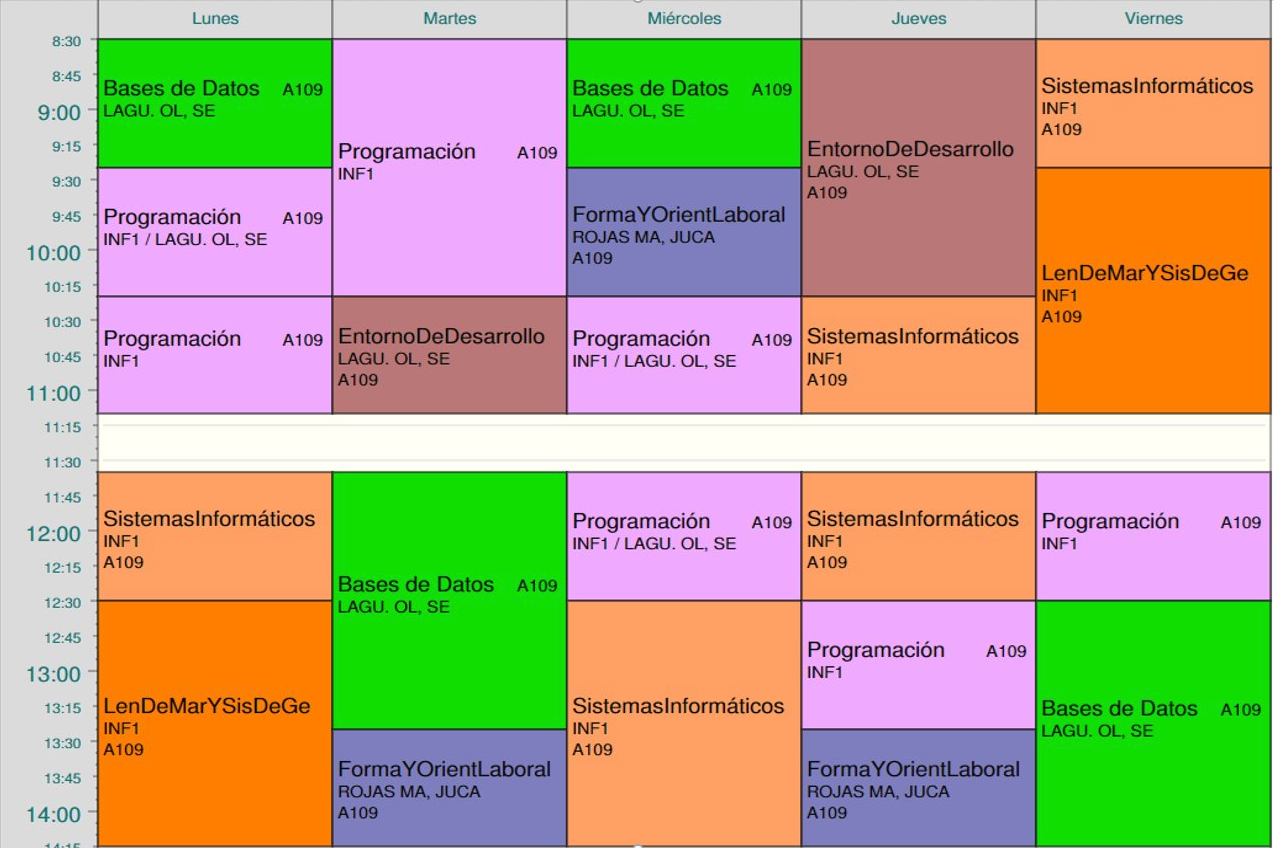 Lunes Martes Miércoles Jueves Viernes
8:30
8:45
9:00
9:15
9:30
9:45
10:00
10:15
10:30
10:45
11:00
11:15
11:30
11:45
12:00
12:15
12:30
12:45
13:00
13:15
13:30
13:45
14:00
14:15
Bases de Datos A109
LAGU. OL, SE
Programación A109
INF1 / LAGU. OL, SE
Programación A109
INF1
SistemasInformáticos
INF1
A109
LenDeMarYSisDeGe
INF1
A109
Programación A109
INF1
EntornoDeDesarrollo
LAGU. OL, SE
A109
Bases de Datos A109
LAGU. OL, SE
FormaYOrientLaboral
ROJAS MA, JUCA
A109
Bases de Datos A109
LAGU. OL, SE
FormaYOrientLaboral
ROJAS MA, JUCA
A109
Programación A109
INF1 / LAGU. OL, SE
Programación A109
INF1 / LAGU. OL, SE
SistemasInformáticos
INF1
A109
EntornoDeDesarrollo
LAGU. OL, SE
A109
SistemasInformáticos
INF1
A109
SistemasInformáticos
INF1
A109
Programación A109
INF1
FormaYOrientLaboral
ROJAS MA, JUCA
A109
SistemasInformáticos
INF1
A109
LenDeMarYSisDeGe
INF1
A109
Programación A109
INF1
Bases de Datos A109
LAGU. OL, SE